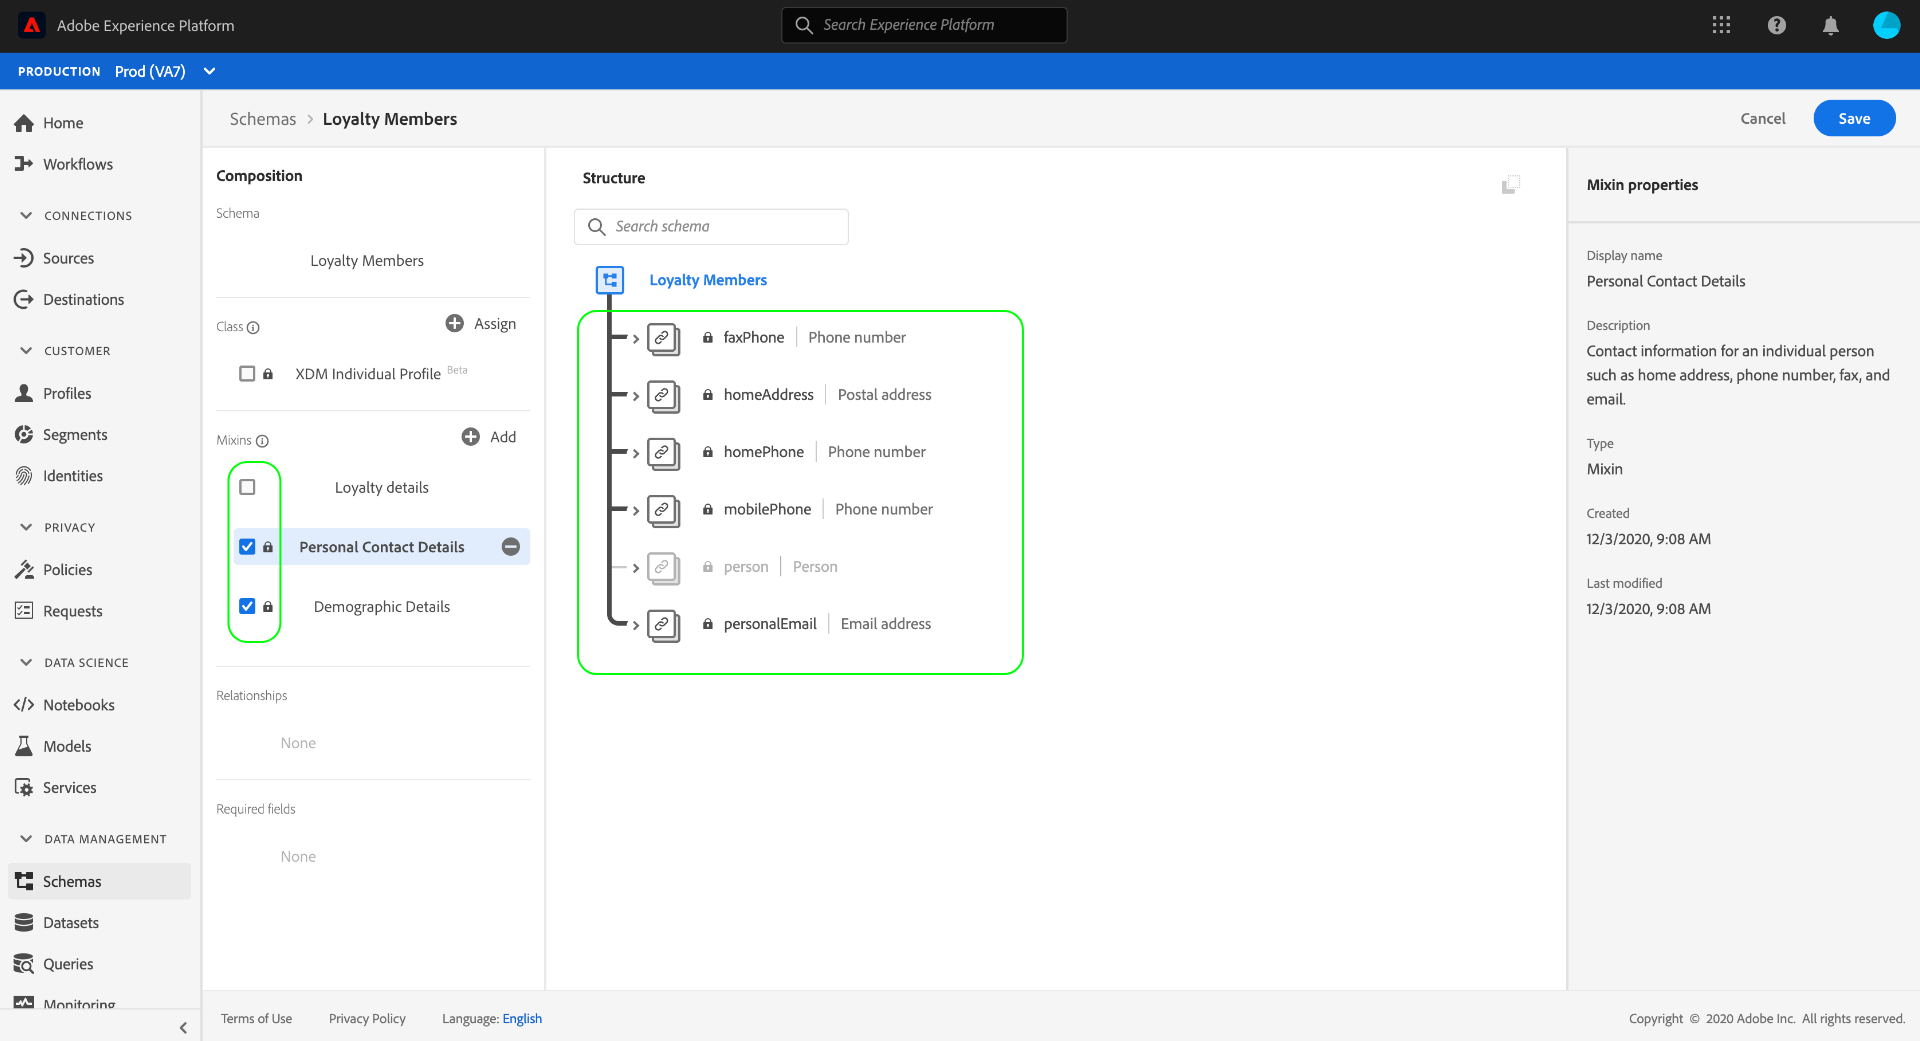 Adobe Experience Platform
Search Experience Platform
PRODUCTION Prod (VA7)
Home
Workflows
CONNECTIONS
Sources
Destinations
CUSTOMER
Profiles
Segments
Identities
PRIVACY
Policies
Requests
DATA SCIENCE
Notebooks
Models
Services
DATA MANAGEMENT
Schemas
Datasets
Queries
Monitoring
Schemas > Loyalty Members
Cancel
Save
Composition
Schema
Loyalty Members
Class
Assign
XDM Individual Profile Beta
Mixins
Add
Loyalty details
Personal Contact Details
Demographic Details
Relationships
None
Required fields
None
Structure
Search schema
Loyalty Members
faxPhone | Phone number
homeAddress | Postal address
homePhone | Phone number
mobilePhone | Phone number
person | Person
personalEmail | Email address
Mixin properties
Display name
Personal Contact Details
Description
Contact information for an individual person
such as home address, phone number, fax, and
email.
Type
Mixin
Created
12/3/2020, 9:08 AM
Last modified
12/3/2020, 9:08 AM
Terms of Use
Privacy Policy
Language: English
Copyright © 2020 Adobe Inc. All rights reserved.